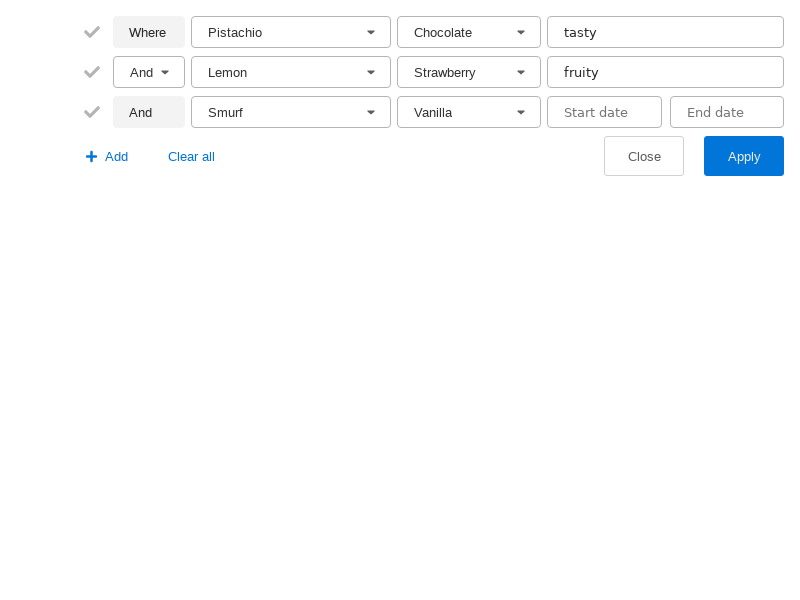 Where Pistachio Chocolate tasty
And Lemon Strawberry fruity
And Smurf Vanilla Start date End date
Add Clear all Close Apply